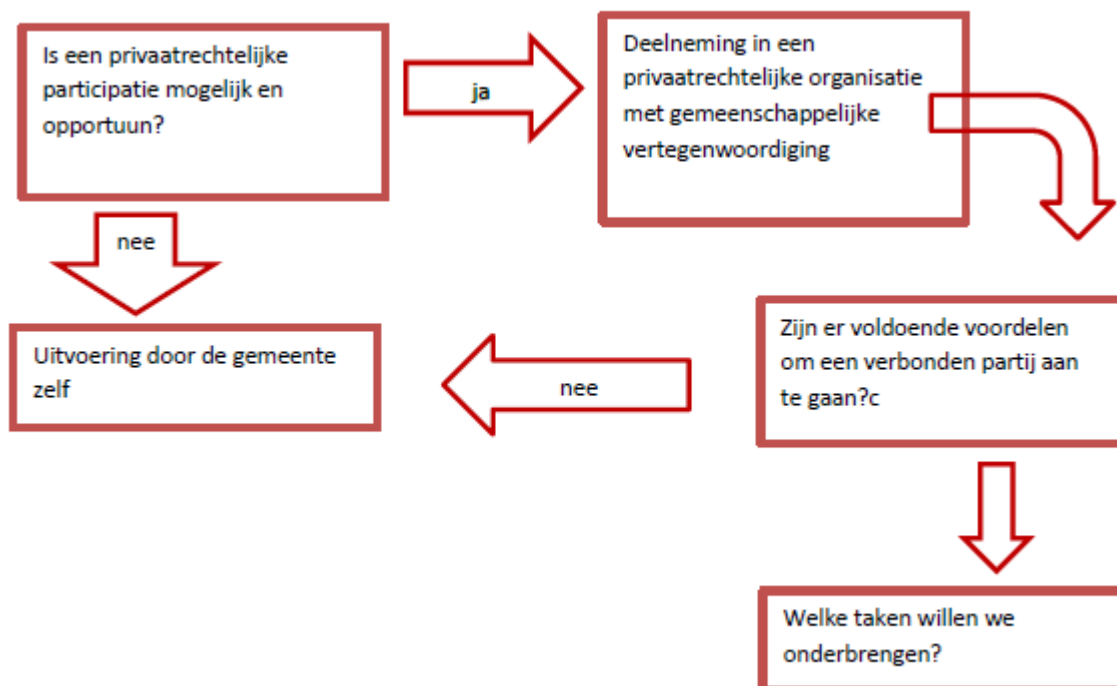 Is een privaatrechtelijke
participatie mogelijk en
opportuun?
ja
Deelneming in een
privaatrechtelijke organisatie
met gemeenschappelijke
vertegenwoordiging
nee
Uitvoering door de gemeente
zelf
nee
Zijn er voldoende voordelen
om een verbonden partij aan
te gaan?c
Welke taken willen we
onderbrengen?